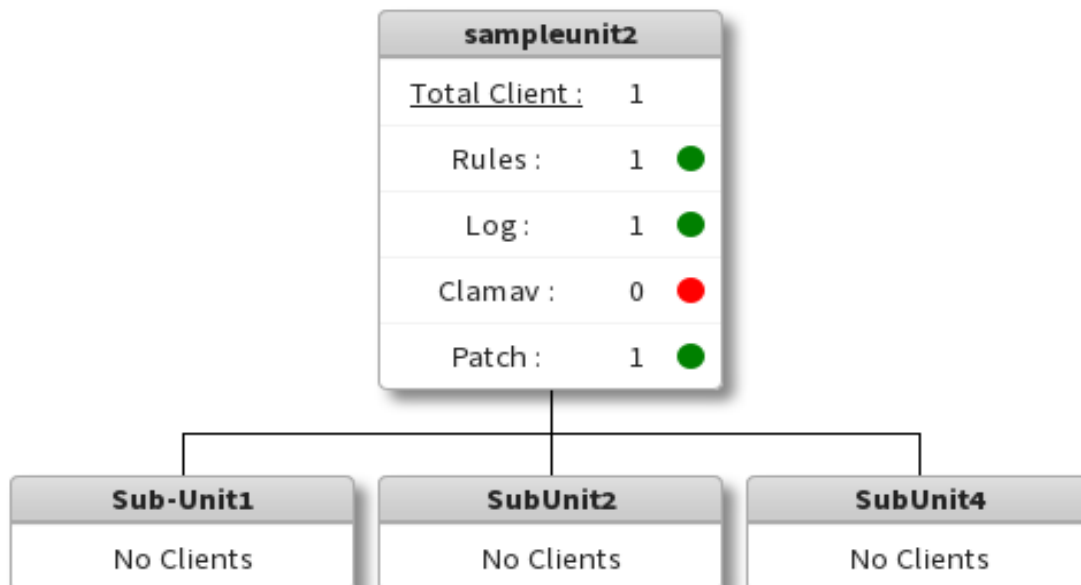 sampleunit2
Total Client : 1
Rules : 1
Log : 1
Clamav : 0
Patch : 1
Sub-Unit1 SubUnit2 SubUnit4
No Clients No Clients No Clients